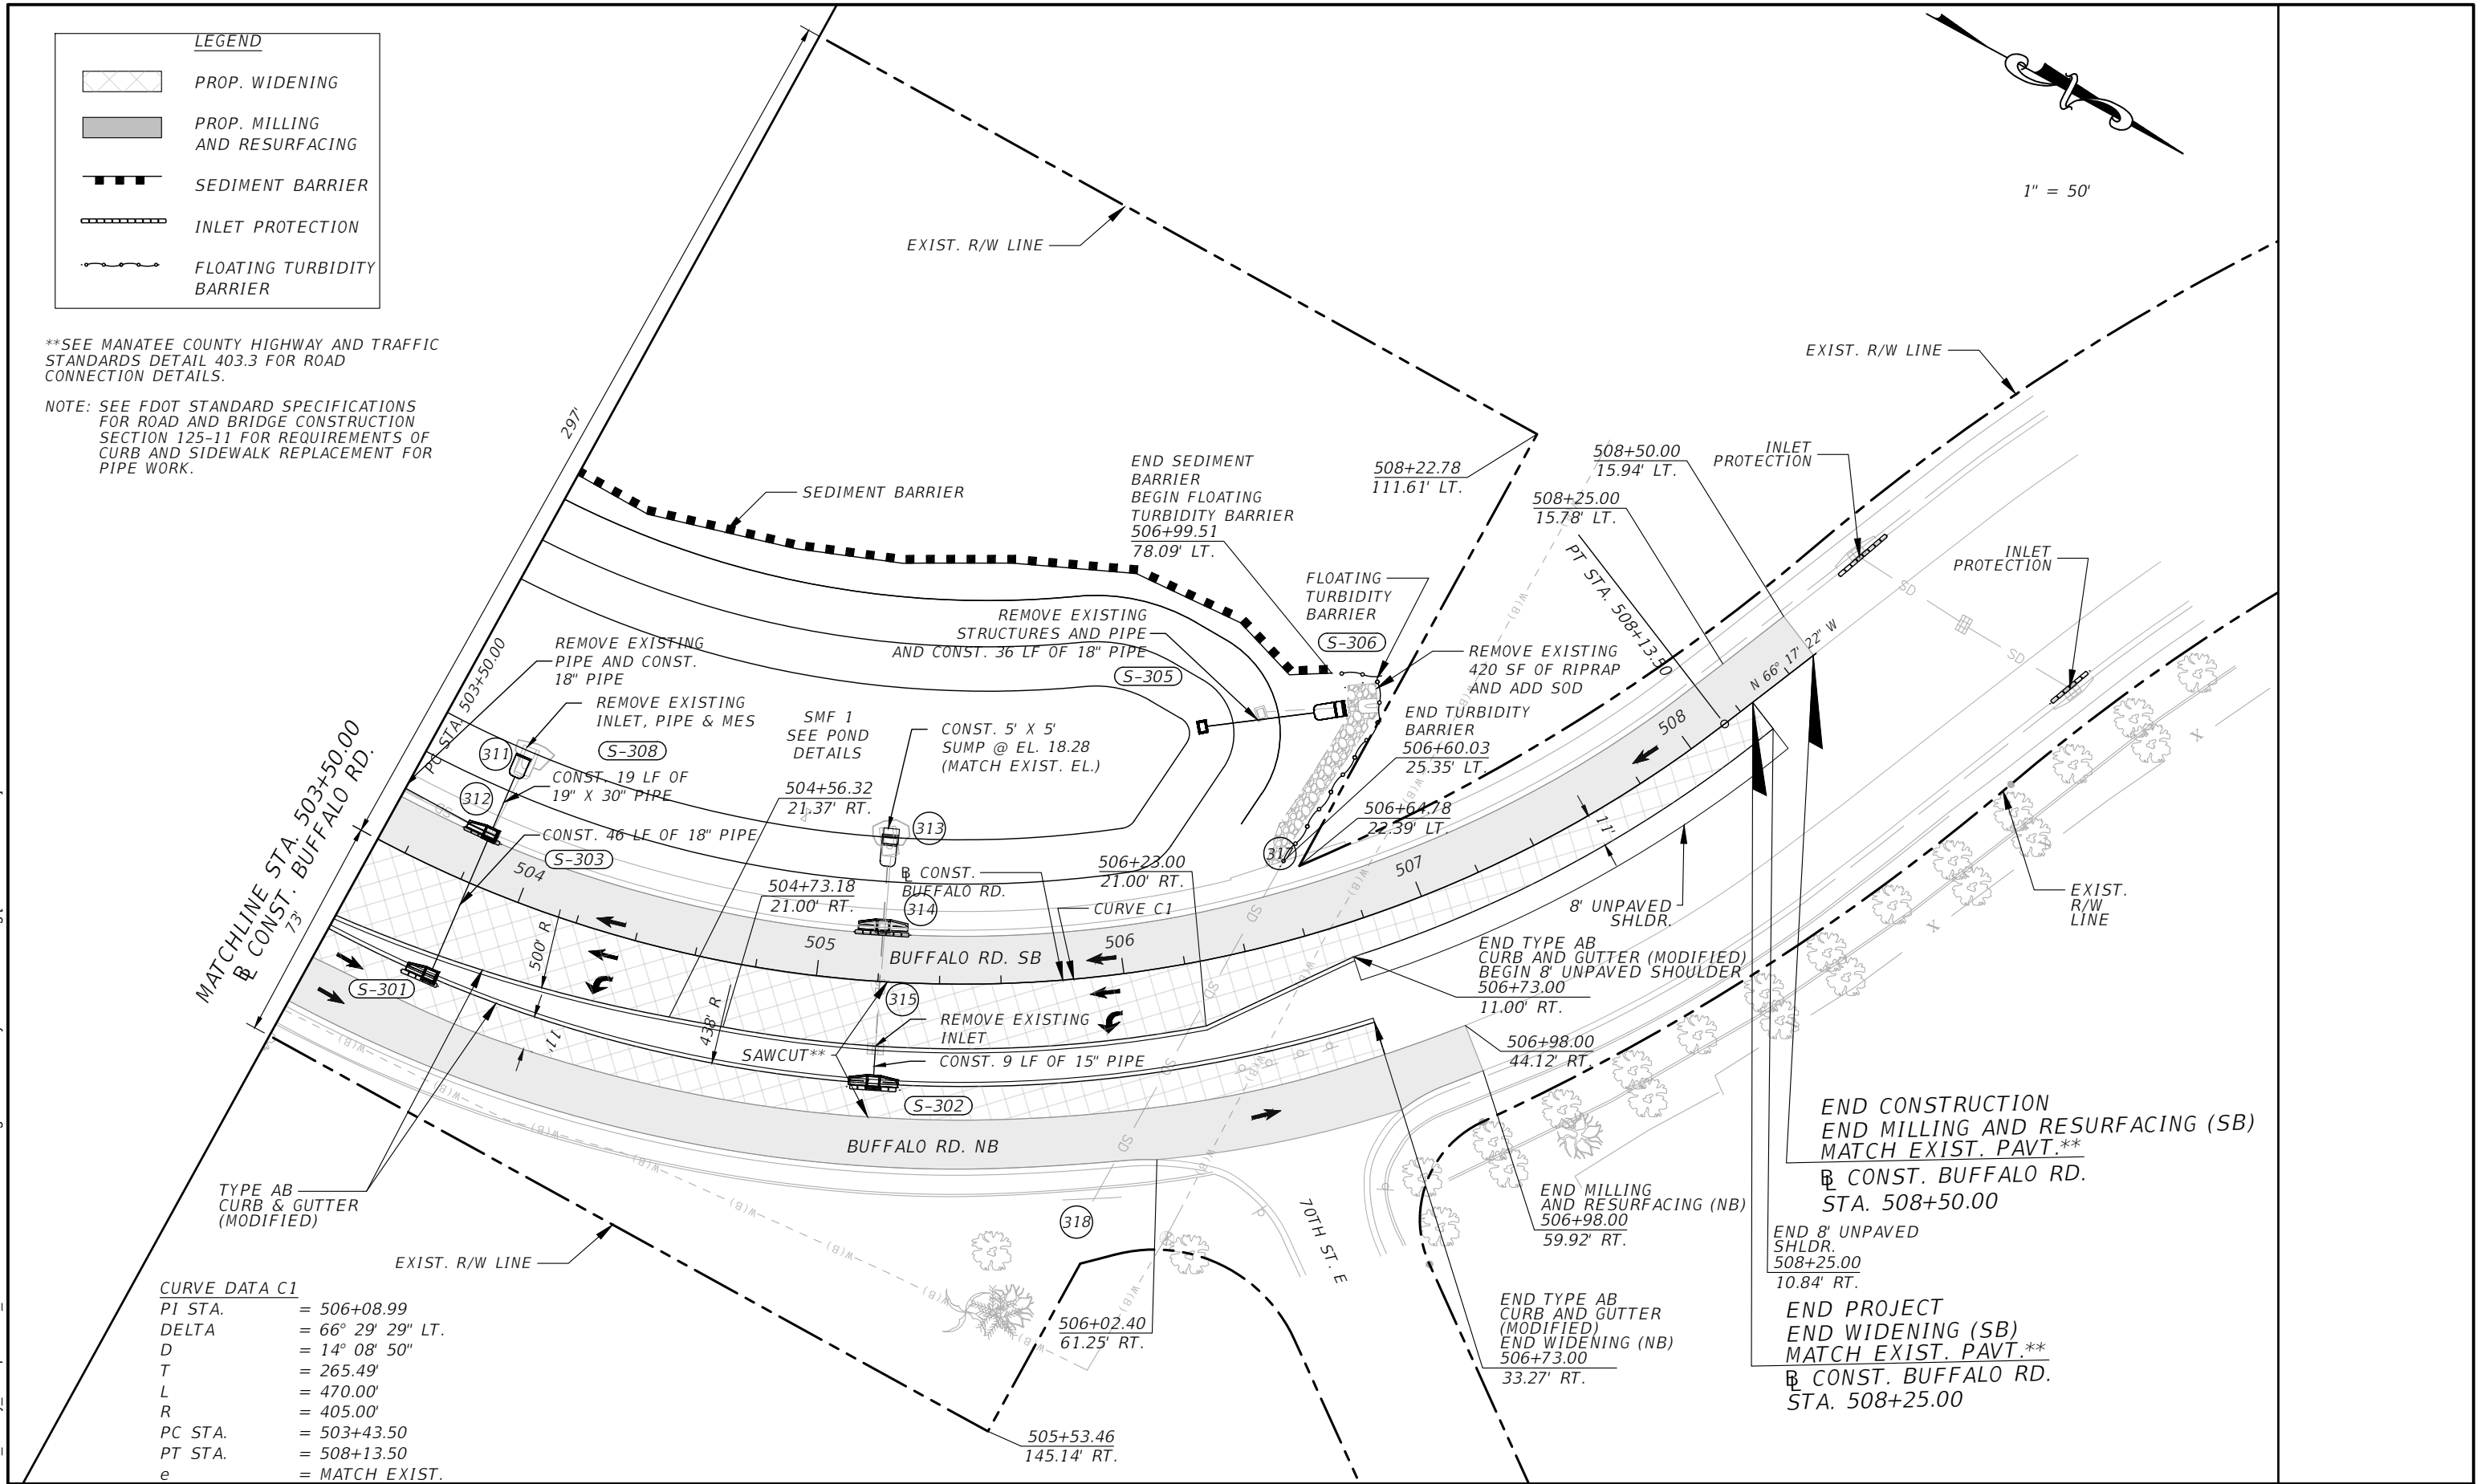 LEGEND
PROP. WIDENING
PROP. MILLING
AND RESURFACING
SEDIMENT BARRIER
INLET PROTECTION
FLOATING TURBIDITY
BARRIER
**SEE MANATEE COUNTY HIGHWAY AND TRAFFIC
STANDARDS DETAIL 403.3 FOR ROAD
CONNECTION DETAILS.
NOTE: SEE FDOT STANDARD SPECIFICATIONS
FOR ROAD AND BRIDGE CONSTRUCTION
SECTION 125-11 FOR REQUIREMENTS OF
CURB AND SIDEWALK REPLACEMENT FOR
PIPE WORK.
1" = 50'
EXIST. R/W LINE
EXIST. R/W LINE
297'
SEDIMENT BARRIER
END SEDIMENT
BARRIER
BEGIN FLOATING
TURBIDITY BARRIER
506+99.51
78.09' LT.
508+22.78
111.61' LT.
508+50.00
15.94' LT.
508+25.00
15.78' LT.
INLET
PROTECTION
INLET
PROTECTION
PT STA. 508+13.50
N 66° 17' 22" W
FLOATING
TURBIDITY
BARRIER
S-306
REMOVE EXISTING
420 SF OF RIPRAP
AND ADD SOD
END TURBIDITY
BARRIER
506+60.03
25.35' LT.
506+64.78
22.39' LT.
REMOVE EXISTING
STRUCTURES AND PIPE
AND CONST. 36 LF OF 18" PIPE
S-305
REMOVE EXISTING
PIPE AND CONST.
18" PIPE
REMOVE EXISTING
INLET, PIPE & MES
S-308
311
312
CONST. 19 LF OF
19" X 30" PIPE
CONST. 46 LF OF 18" PIPE
S-303
SMF 1
SEE POND
DETAILS
CONST. 5' X 5'
SUMP @ EL. 18.28
(MATCH EXIST. EL.)
504+56.32
21.37' RT.
504+73.18
21.00' RT.
313
314
315
317
318
B CONST.
L
BUFFALO RD.
506+23.00
21.00' RT.
CURVE C1
PC STA. 503+50.00
MATCHLINE STA. 503+50.00
BL CONST. BUFFALO RD.
73'
504
505
506
507
508
BUFFALO RD. SB
BUFFALO RD. NB
500' R
438' R
11'
11'
S-301
S-302
SAWCUT**
REMOVE EXISTING
INLET
CONST. 9 LF OF 15" PIPE
8' UNPAVED
SHLDR.
EXIST.
R/W
LINE
END TYPE AB
CURB AND GUTTER (MODIFIED)
BEGIN 8' UNPAVED SHOULDER
506+73.00
11.00' RT.
506+98.00
44.12' RT.
END MILLING
AND RESURFACING (NB)
506+98.00
59.92' RT.
END TYPE AB
CURB AND GUTTER
(MODIFIED)
END WIDENING (NB)
506+73.00
33.27' RT.
END CONSTRUCTION
END MILLING AND RESURFACING (SB)
MATCH EXIST. PAVT.**
BL CONST. BUFFALO RD.
STA. 508+50.00
END 8' UNPAVED
SHLDR.
508+25.00
10.84' RT.
END PROJECT
END WIDENING (SB)
MATCH EXIST. PAVT.**
BL CONST. BUFFALO RD.
STA. 508+25.00
70TH ST. E
506+02.40
61.25' RT.
505+53.46
145.14' RT.
TYPE AB
CURB & GUTTER
(MODIFIED)
EXIST. R/W LINE
W(B)
W(B)
W(B)
W(B)
W(B)
W(B)
W(B)
W(B)
W(B)
W(B)
W(B)
W(B)
SD
SD
SD
SD
SD
SD
X
X
X
CURVE DATA C1
PI STA. = 506+08.99
DELTA = 66° 29' 29" LT.
D = 14° 08' 50"
T = 265.49'
L = 470.00'
R = 405.00'
PC STA. = 503+43.50
PT STA. = 508+13.50
e = MATCH EXIST.